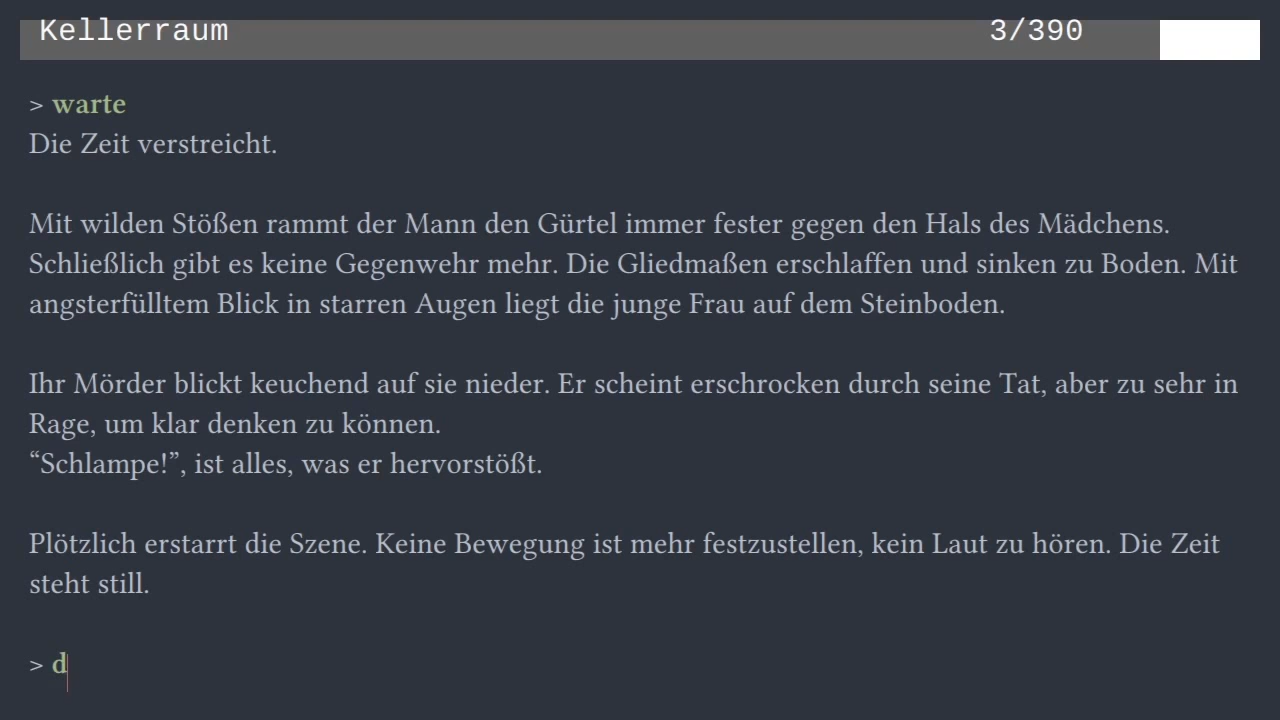 Kellerraum 3/390
> warte
Die Zeit verstreicht.
Mit wilden Stößen rammt der Mann den Gürtel immer fester gegen den Hals des Mädchens.
Schließlich gibt es keine Gegenwehr mehr. Die Gliedmaßen erschlaffen und sinken zu Boden. Mit
angsterfülltem Blick in starren Augen liegt die junge Frau auf dem Steinboden.
Ihr Mörder blickt keuchend auf sie nieder. Er scheint erschrocken durch seine Tat, aber zu sehr in
Rage, um klar denken zu können.
“Schlampe!”, ist alles, was er hervorstößt.
Plötzlich erstarrt die Szene. Keine Bewegung ist mehr festzustellen, kein Laut zu hören. Die Zeit
steht still.
> d